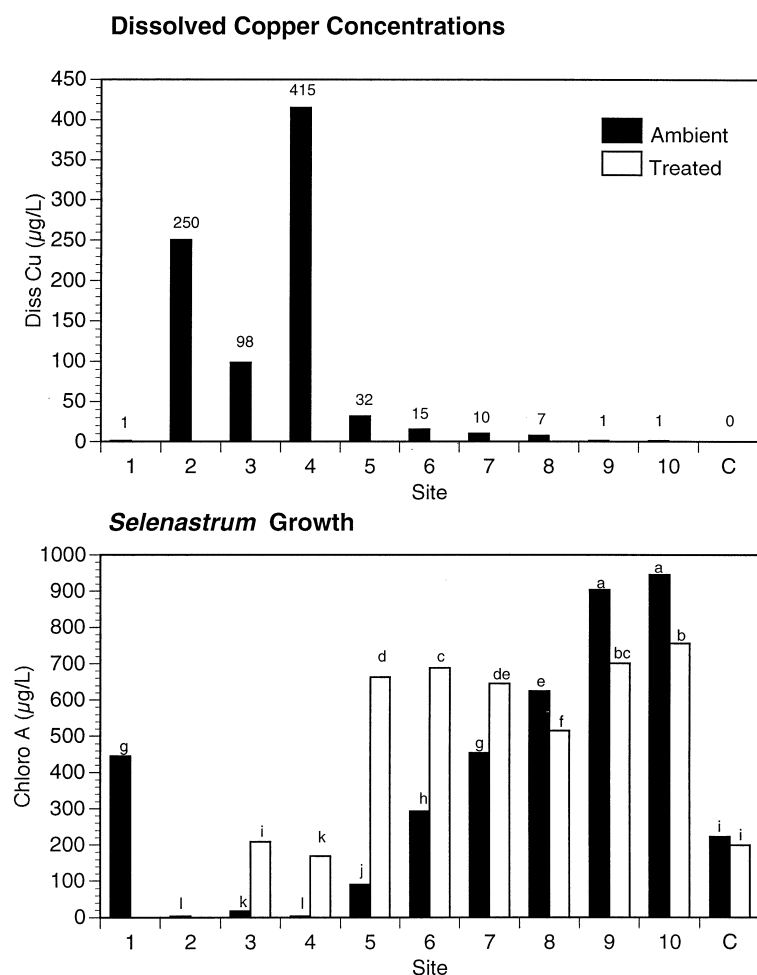 Dissolved Copper Concentrations
450
400
350
300
250
200
150
100
50
0
Diss Cu (µg/L)
1
250
98
415
32
15
10
7
1
1
0
Ambient
Treated
1 2 3 4 5 6 7 8 9 10 C
Site
Selenastrum Growth
1000
900
800
700
600
500
400
300
200
100
0
Chloro A (µg/L)
g
l
k
i
l
k
j
d
h
c
g
de
e
f
a
bc
a
b
i
i
1 2 3 4 5 6 7 8 9 10 C
Site